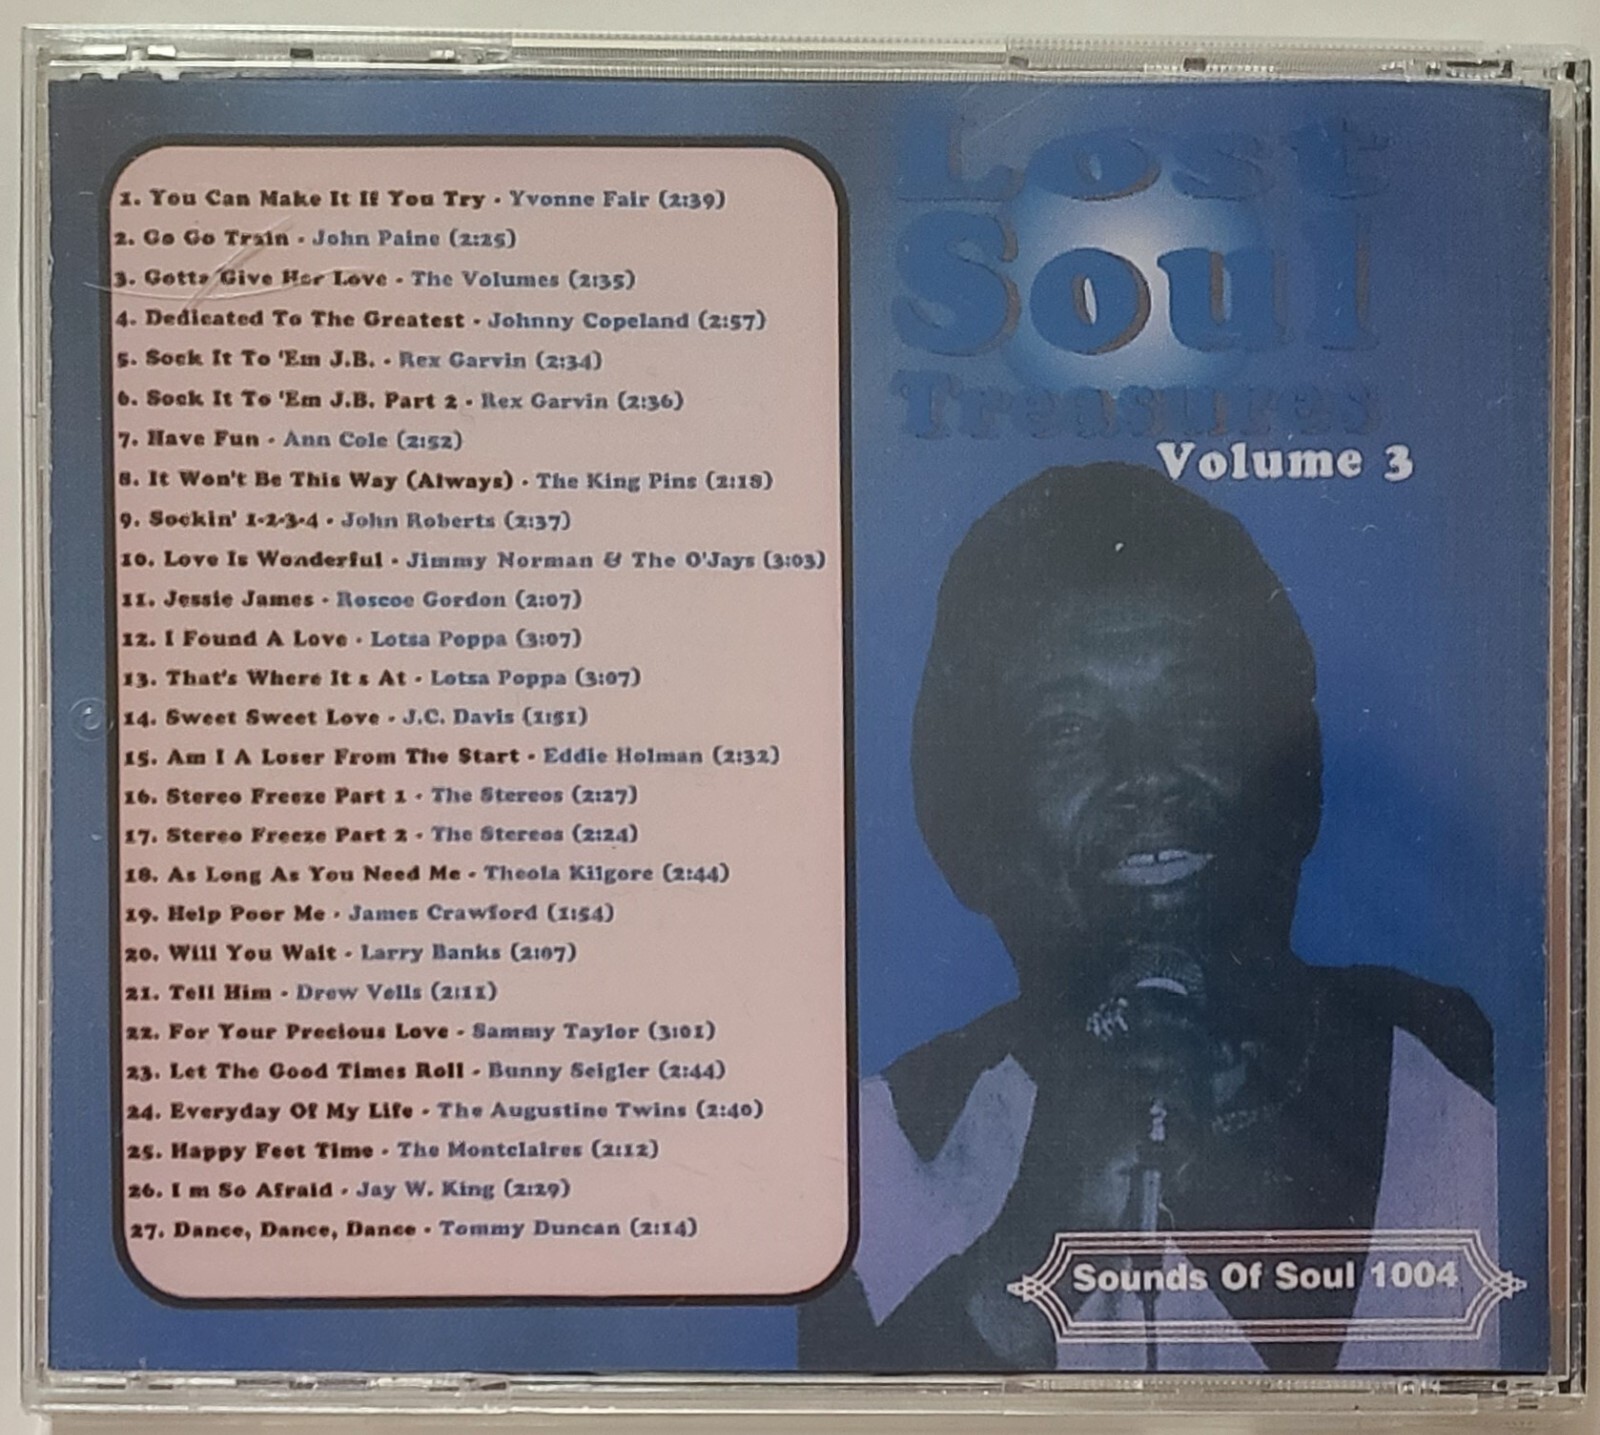 1. You Can Make It If You Try - Yvonne Fair (2:39)
2. Go Go Train - John Paine (2:25)
3. Gotta Give Her Love - The Volumes (2:35)
4. Dedicated To The Greatest - Johnny Copeland (2:57)
5. Sock It To 'Em J.B. - Rex Garvin (2:34)
6. Sock It To 'Em J.B. Part 2 - Rex Garvin (2:36)
7. Have Fun - Ann Cole (2:52)
8. It Won't Be This Way (Always) - The King Pins (2:18)
9. Sockin' 1-2-3-4 - John Roberts (2:37)
10. Love Is Wonderful - Jimmy Norman & The O'Jays (3:03)
11. Jessie James - Roscoe Gordon (2:07)
12. I Found A Love - Lotsa Poppa (3:07)
13. That's Where It s At - Lotsa Poppa (3:07)
14. Sweet Sweet Love - J.C. Davis (1:51)
15. Am I A Loser From The Start - Eddie Holman (2:32)
16. Stereo Freeze Part 1 - The Stereos (2:27)
17. Stereo Freeze Part 2 - The Stereos (2:24)
18. As Long As You Need Me - Theola Kilgore (2:44)
19. Help Poor Me - James Crawford (1:54)
20. Will You Wait - Larry Banks (2:07)
21. Tell Him - Drew Vells (2:11)
22. For Your Precious Love - Sammy Taylor (3:01)
23. Let The Good Times Roll - Bunny Seigler (2:44)
24. Everyday Of My Life - The Augustine Twins (2:40)
25. Happy Feet Time - The Montclaires (2:12)
26. I m So Afraid - Jay W. King (2:29)
27. Dance, Dance, Dance - Tommy Duncan (2:14)
Lost
Soul
Treasures
Volume 3
Sounds Of Soul 1004